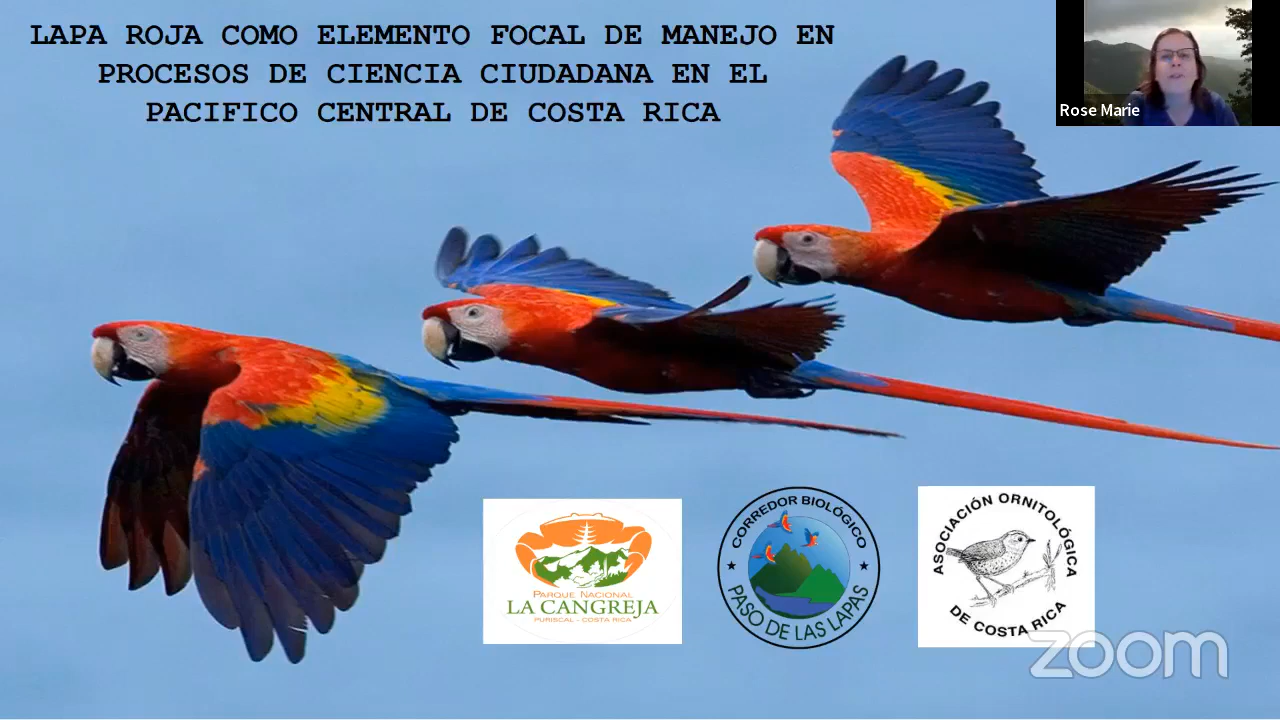 LAPA ROJA COMO ELEMENTO FOCAL DE MANEJO EN
PROCESOS DE CIENCIA CIUDADANA EN EL
PACIFICO CENTRAL DE COSTA RICA
Rose Marie
PARQUE NACIONAL
LA CANGREJA
PURISCAL - COSTA RICA
CORREDOR BIOLÓGICO
PASO DE LAS LAPAS
ASOCIACIÓN ORNITOLÓGICA
DE COSTA RICA
zoom